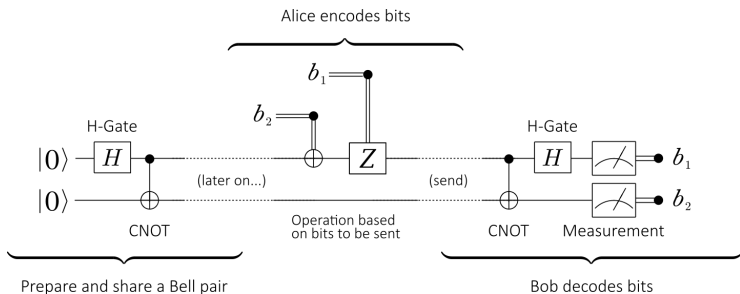 Alice encodes bits
b₁
b₂
H-Gate
H-Gate
|0⟩ H Z H b₁
(later on...) (send)
|0⟩ b₂
Operation based
on bits to be sent
CNOT CNOT Measurement
Prepare and share a Bell pair Bob decodes bits